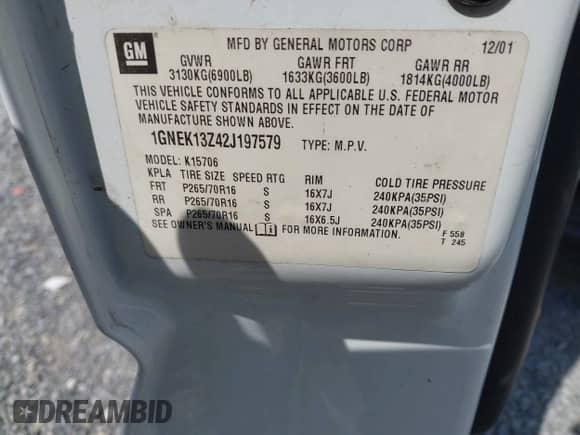 GM
MFD BY GENERAL MOTORS CORP 12/01
GVWR GAWR FRT GAWR RR
3130KG(6900LB) 1633KG(3600LB) 1814KG(4000LB)
THIS VEHICLE CONFORMS TO ALL APPLICABLE U.S. FEDERAL MOTOR
VEHICLE SAFETY STANDARDS IN EFFECT ON THE DATE OF
MANUFACTURE SHOWN ABOVE.
1GNEK13Z42J197579 TYPE: M.P.V.
MODEL: K15706
KPLA TIRE SIZE SPEED RTG RIM COLD TIRE PRESSURE
FRT P265/70R16 S 16X7J 240KPA(35PSI)
RR P265/70R16 S 16X7J 240KPA(35PSI)
SPA P265/70R16 S 16X6.5J 240KPA(35PSI)
SEE OWNER'S MANUAL FOR MORE INFORMATION.
F 558
T 245
DREAMBID